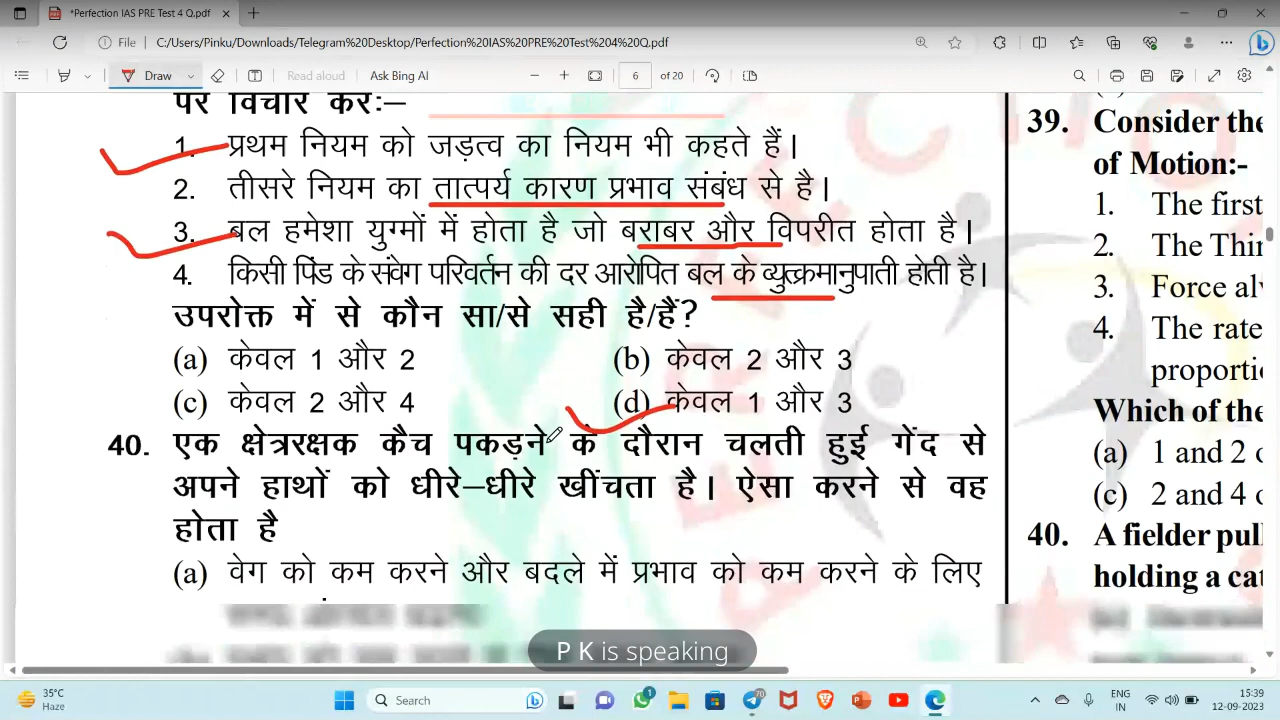 *Perfection IAS PRE Test 4 Q.pdf
File C:/Users/Pinku/Downloads/Telegram%20Desktop/Perfection%20IAS%20PRE%20Test%204%20Q.pdf
Draw Read aloud Ask Bing AI 6 of 20
पर विचार करेंः–
1. प्रथम नियम को जड़त्व का नियम भी कहते हैं।
2. तीसरे नियम का तात्पर्य कारण प्रभाव संबंध से है।
3. बल हमेशा युग्मों में होता है जो बराबर और विपरीत होता है।
4. किसी पिंड के संवेग परिवर्तन की दर आरोपित बल के व्युत्क्रमानुपाती होती है।
उपरोक्त में से कौन सा/से सही है/हैं?
(a) केवल 1 और 2 (b) केवल 2 और 3
(c) केवल 2 और 4 (d) केवल 1 और 3
40. एक क्षेत्ररक्षक कैच पकड़ने के दौरान चलती हुई गेंद से
अपने हाथों को धीरे–धीरे खींचता है। ऐसा करने से वह
होता है
(a) वेग को कम करने और बदले में प्रभाव को कम करने के लिए
39. Consider the
of Motion:-
1. The first
2. The Thir
3. Force alw
4. The rate
proportio
Which of the
(a) 1 and 2 o
(c) 2 and 4 o
40. A fielder pull
holding a cat
P K is speaking
35°C
Haze
Search
1
70
ENG
IN
15:39
12-09-2023